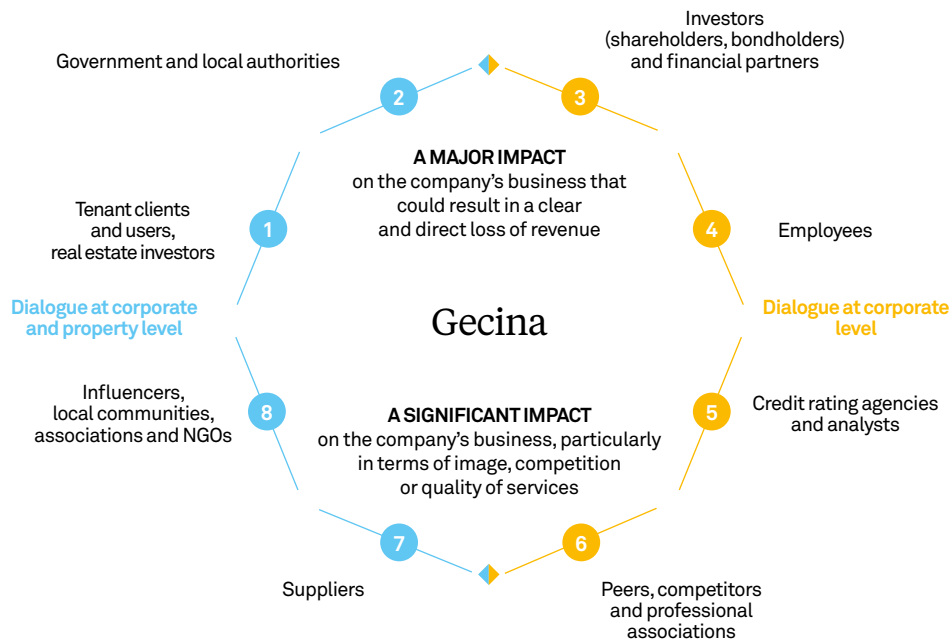 Government and local authorities
2
Investors
(shareholders, bondholders)
and financial partners
3
A MAJOR IMPACT
on the company's business that
could result in a clear
and direct loss of revenue
Tenant clients
and users,
real estate investors
1
4
Employees
Dialogue at corporate
and property level
Gecina
Dialogue at corporate
level
Influencers,
local communities,
associations and NGOs
8
A SIGNIFICANT IMPACT
on the company's business, particularly
in terms of image, competition
or quality of services
5
Credit rating agencies
and analysts
7
Suppliers
6
Peers, competitors
and professional
associations